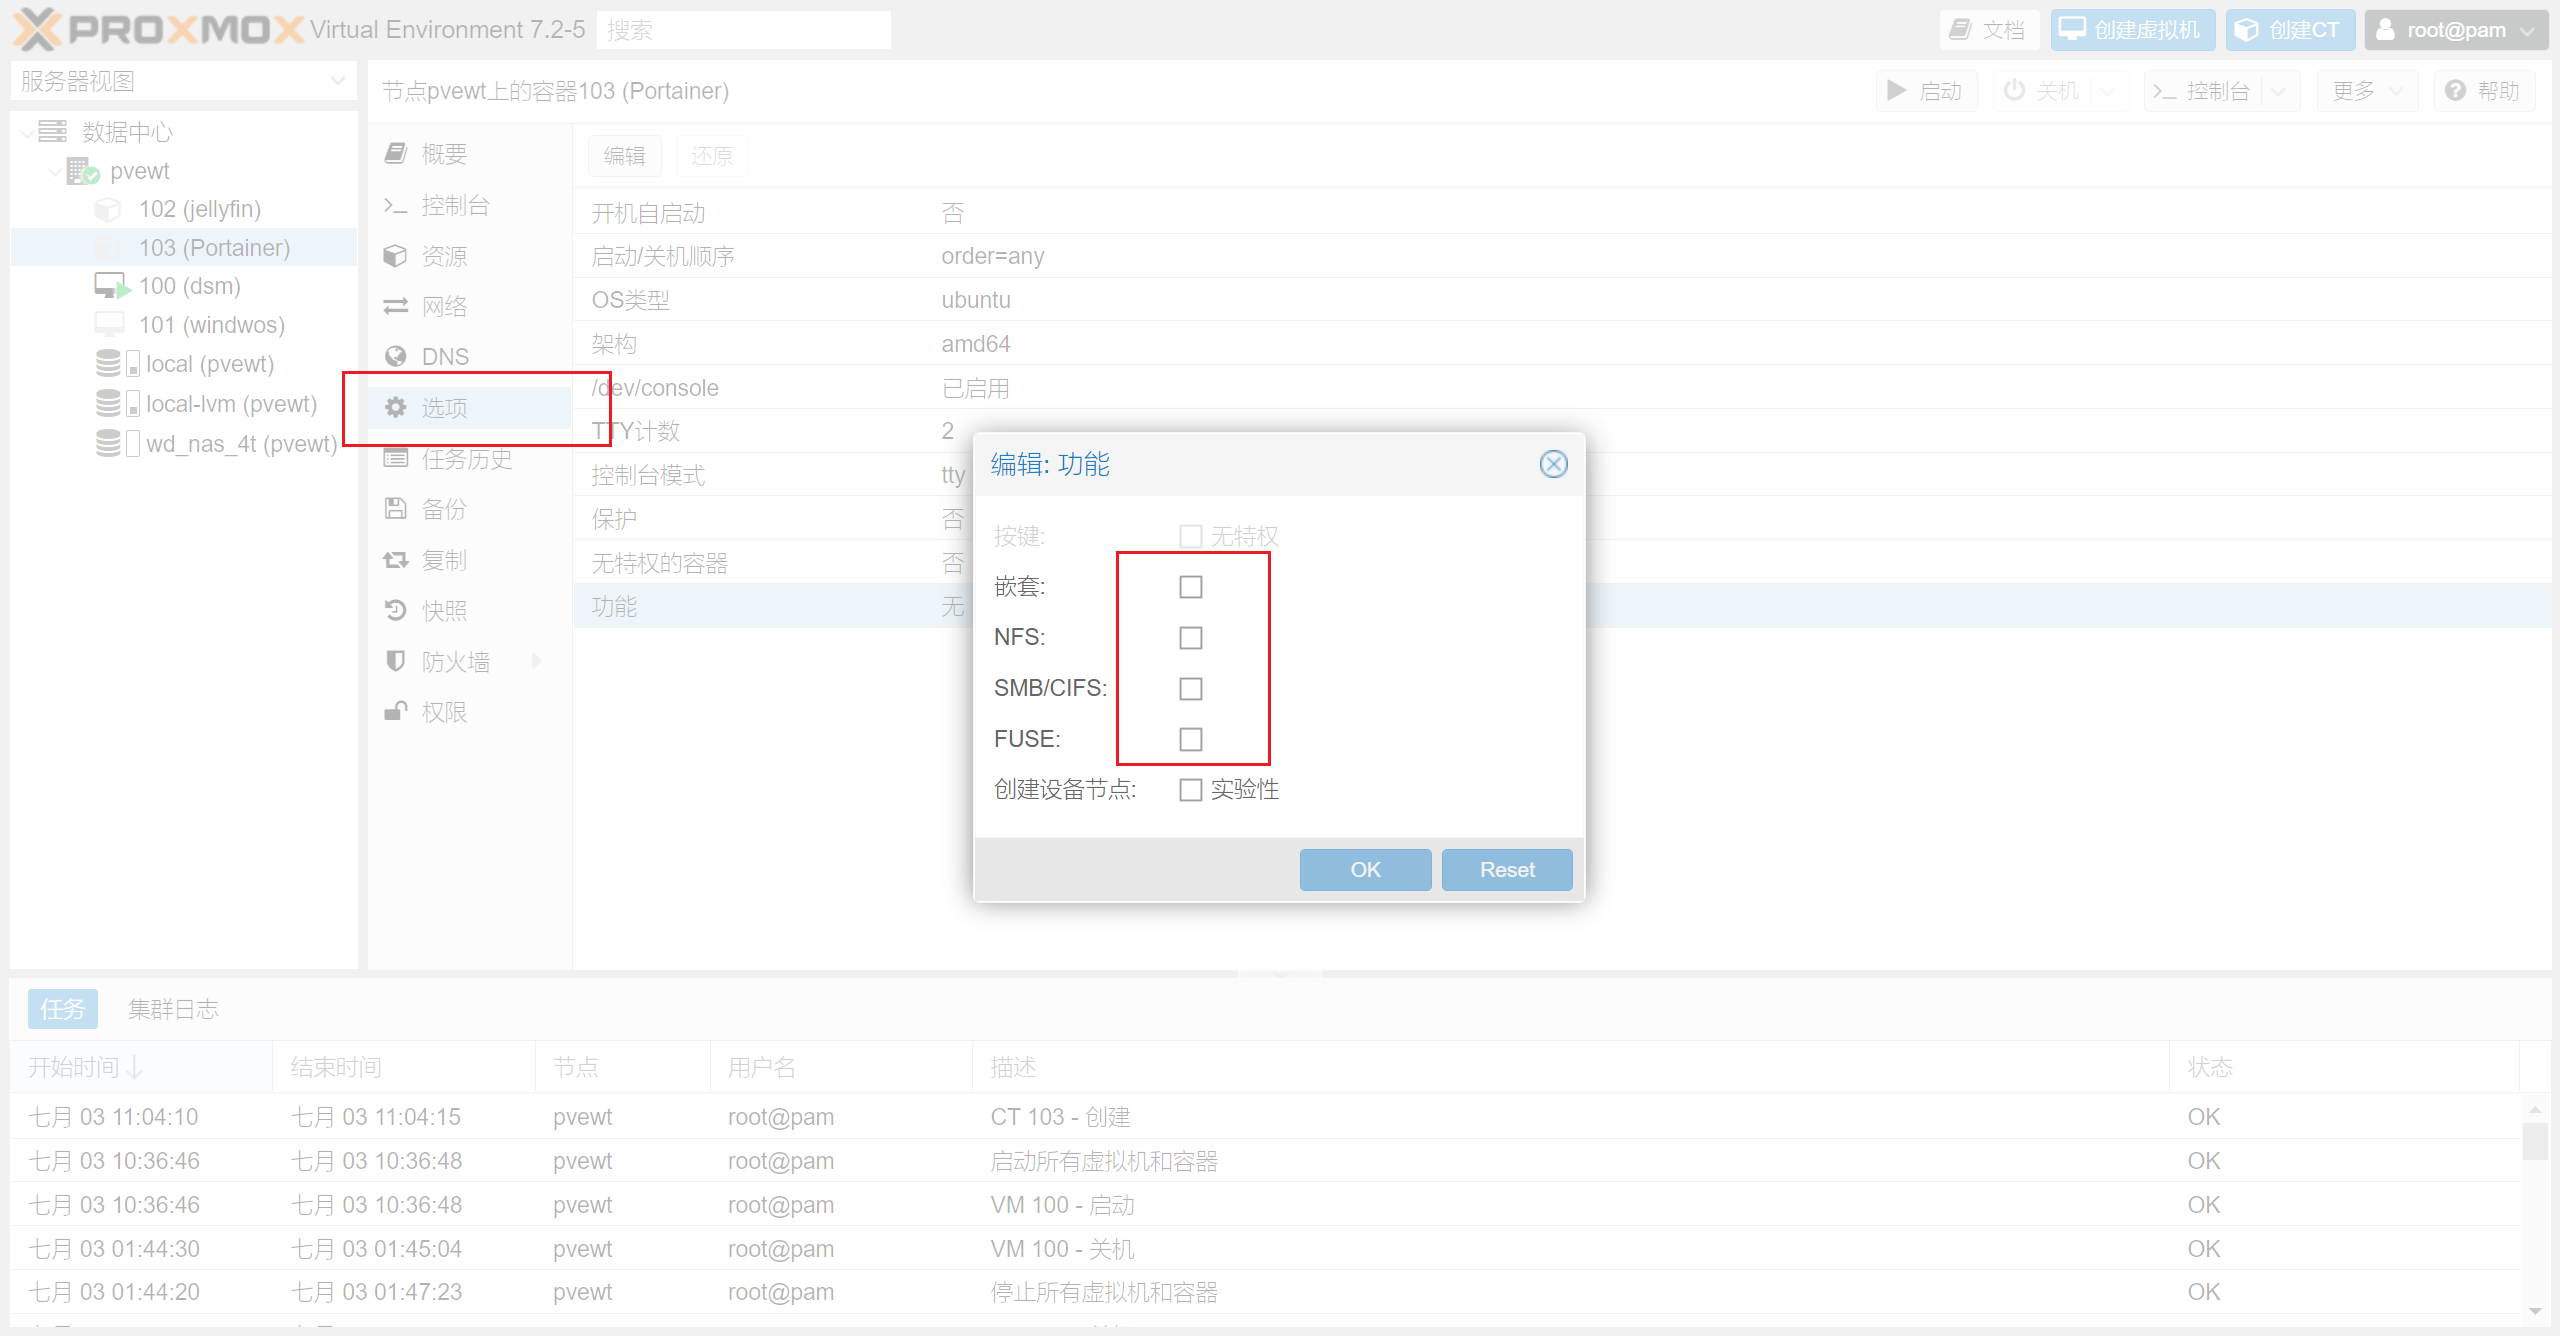 PROXMOX Virtual Environment 7.2-5 搜索 文档 创建虚拟机 创建CT root@pam
服务器视图
节点pvewt上的容器103 (Portainer) 启动 关机 控制台 更多 帮助
数据中心
pvewt
102 (jellyfin)
103 (Portainer)
100 (dsm)
101 (windwos)
local (pvewt)
local-lvm (pvewt)
wd_nas_4t (pvewt)
概要
控制台
资源
网络
DNS
选项
任务历史
备份
复制
快照
防火墙
权限
编辑 还原
开机自启动 否
启动/关机顺序 order=any
OS类型 ubuntu
架构 amd64
/dev/console 已启用
TTY计数 2
控制台模式 tty
保护 否
无特权的容器 否
功能 无
编辑: 功能
按键: 无特权
嵌套:
NFS:
SMB/CIFS:
FUSE:
创建设备节点: 实验性
OK Reset
任务 集群日志
开始时间 结束时间 节点 用户名 描述 状态
七月 03 11:04:10 七月 03 11:04:15 pvewt root@pam CT 103 - 创建 OK
七月 03 10:36:46 七月 03 10:36:48 pvewt root@pam 启动所有虚拟机和容器 OK
七月 03 10:36:46 七月 03 10:36:48 pvewt root@pam VM 100 - 启动 OK
七月 03 01:44:30 七月 03 01:45:04 pvewt root@pam VM 100 - 关机 OK
七月 03 01:44:20 七月 03 01:47:23 pvewt root@pam 停止所有虚拟机和容器 OK